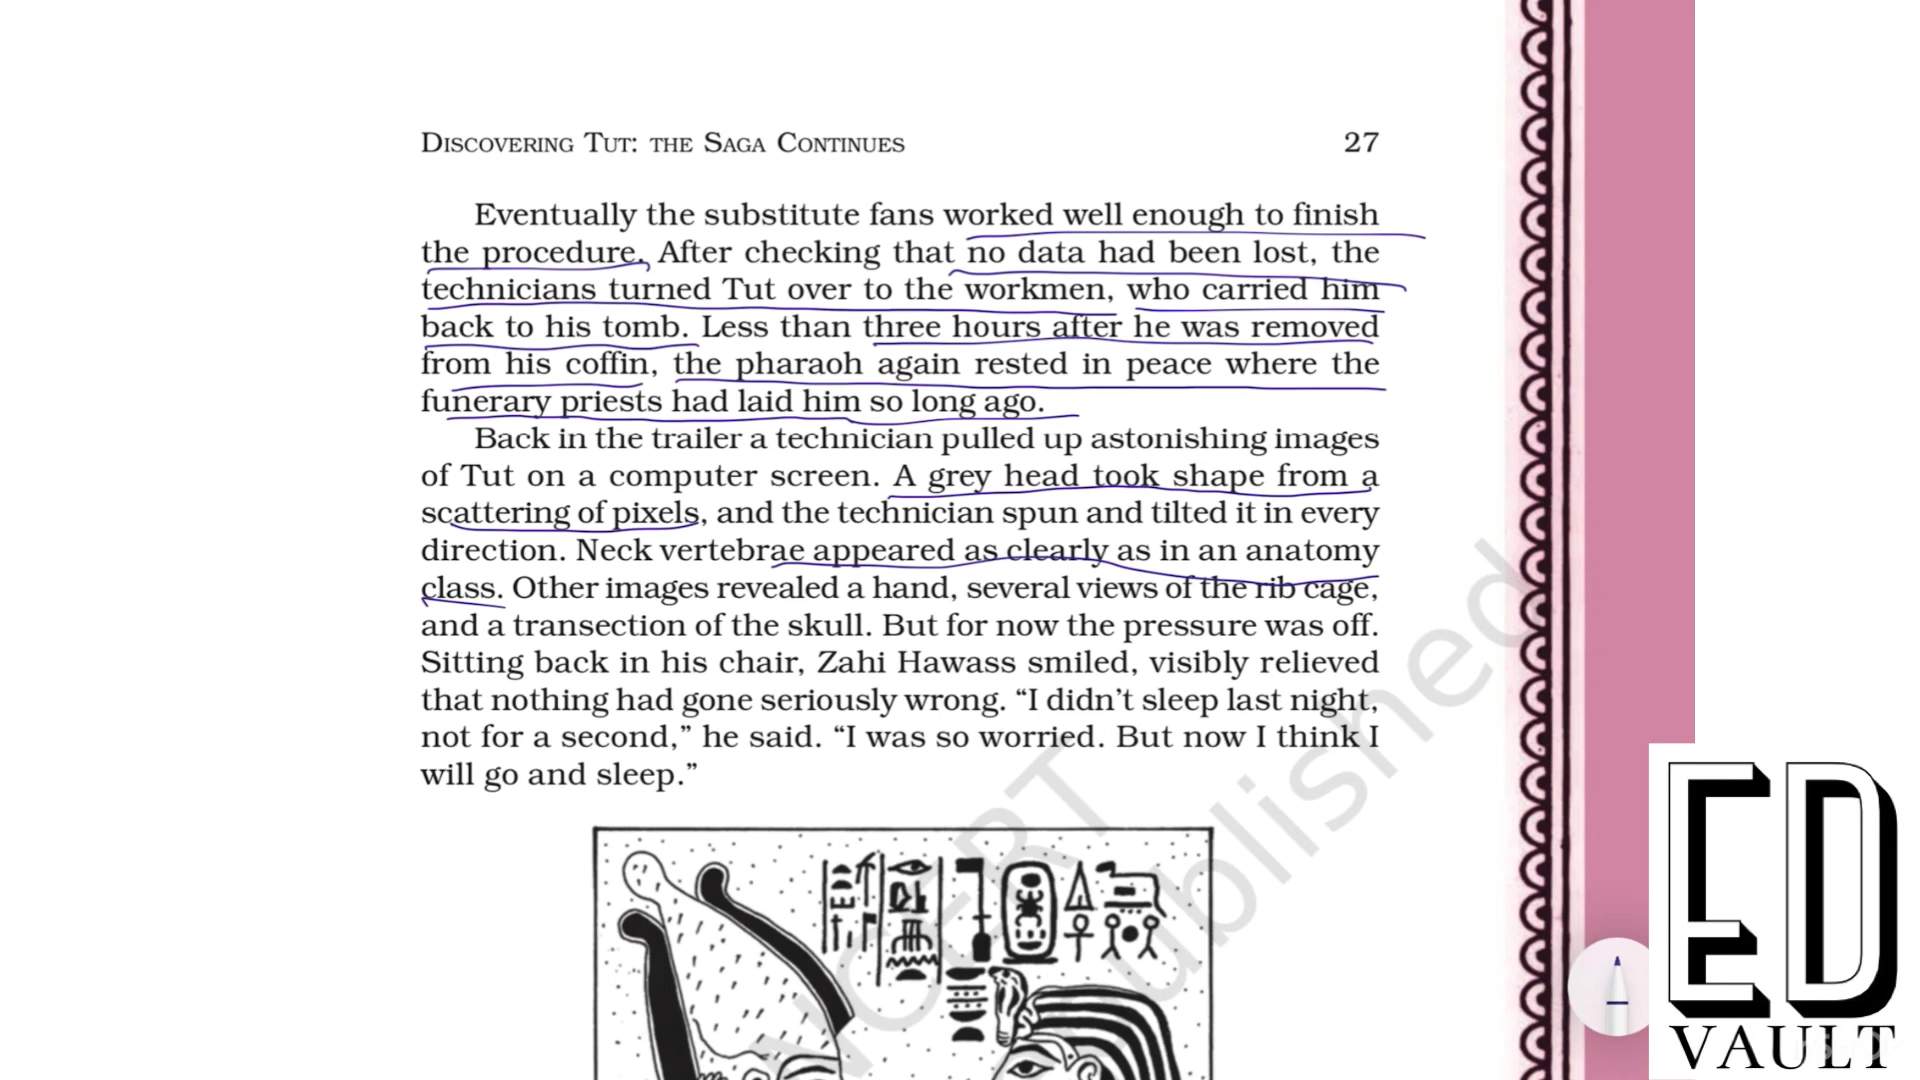 DISCOVERING TUT: THE SAGA CONTINUES 27
Eventually the substitute fans worked well enough to finish
the procedure. After checking that no data had been lost, the
technicians turned Tut over to the workmen, who carried him
back to his tomb. Less than three hours after he was removed
from his coffin, the pharaoh again rested in peace where the
funerary priests had laid him so long ago.
Back in the trailer a technician pulled up astonishing images
of Tut on a computer screen. A grey head took shape from a
scattering of pixels, and the technician spun and tilted it in every
direction. Neck vertebrae appeared as clearly as in an anatomy
class. Other images revealed a hand, several views of the rib cage,
and a transection of the skull. But for now the pressure was off.
Sitting back in his chair, Zahi Hawass smiled, visibly relieved
that nothing had gone seriously wrong. “I didn’t sleep last night,
not for a second,” he said. “I was so worried. But now I think I
will go and sleep.”
ED
VAULT